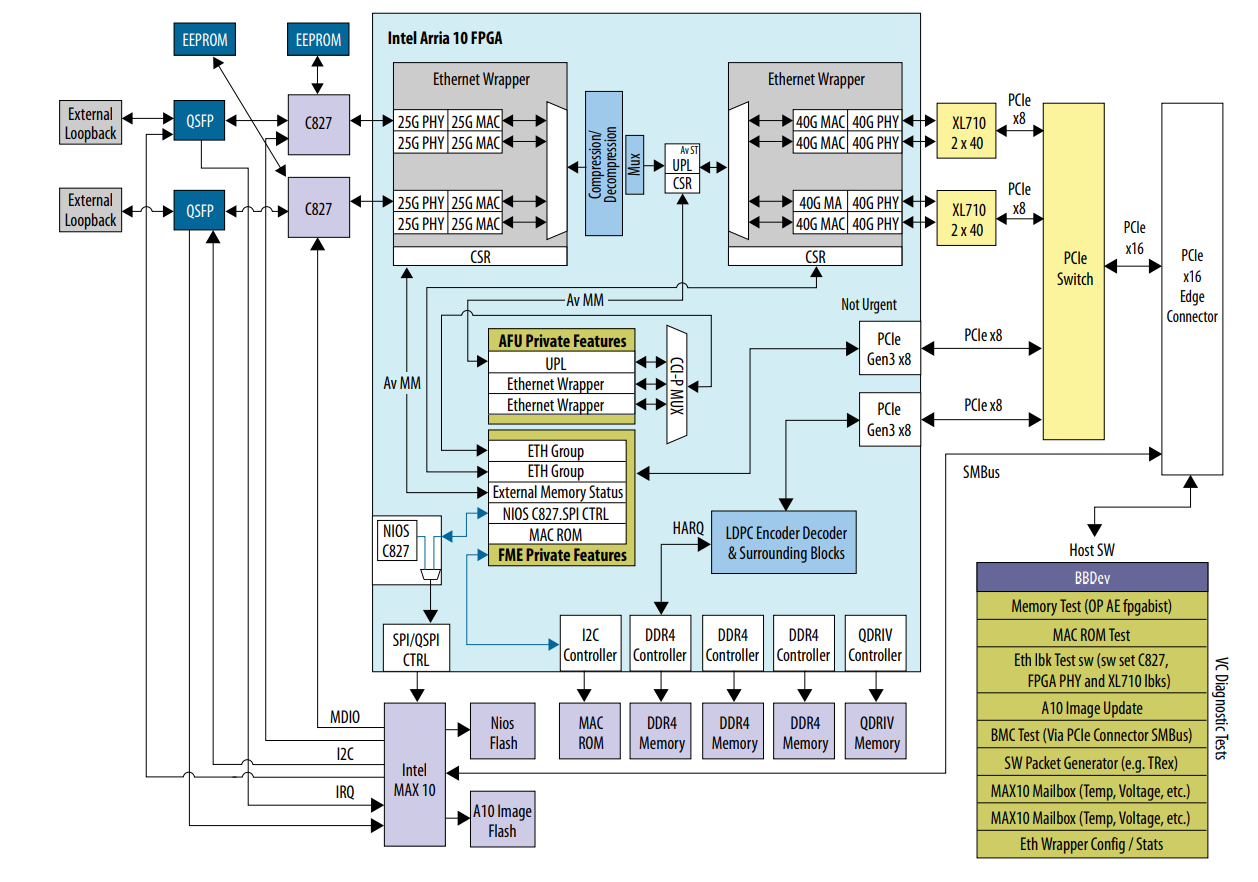 EEPROM
EEPROM
Intel Arria 10 FPGA
External
Loopback
QSFP
C827
External
Loopback
QSFP
C827
Ethernet Wrapper
25G PHY 25G MAC
25G PHY 25G MAC
25G PHY 25G MAC
25G PHY 25G MAC
CSR
Compression/
Decompression
Mux
Av ST
UPL
CSR
Ethernet Wrapper
40G MAC 40G PHY
40G MAC 40G PHY
40G MA 40G PHY
40G MAC 40G PHY
CSR
XL710
2 x 40
PCIe
x8
XL710
2 x 40
PCIe
x8
PCIe
Switch
PCIe
x16
PCIe
x16
Edge
Connector
Av MM
Av MM
Not Urgent
PCIe
Gen3 x8
PCIe x8
PCIe
Gen3 x8
PCIe x8
AFU Private Features
UPL
Ethernet Wrapper
Ethernet Wrapper
CCI-P MUX
ETH Group
ETH Group
External Memory Status
NIOS C827.SPI CTRL
MAC ROM
FME Private Features
NIOS
C827
HARQ
LDPC Encoder Decoder
& Surrounding Blocks
SMBus
SPI/QSPI
CTRL
I2C
Controller
DDR4
Controller
DDR4
Controller
DDR4
Controller
QDRIV
Controller
MDIO
I2C
IRQ
Intel
MAX 10
Nios
Flash
A10 Image
Flash
MAC
ROM
DDR4
Memory
DDR4
Memory
DDR4
Memory
QDRIV
Memory
Host SW
BBDev
Memory Test (OP AE fpgabist)
MAC ROM Test
Eth lbk Test sw (sw set C827,
FPGA PHY and XL710 lbks)
A10 Image Update
BMC Test (Via PCIe Connector SMBus)
SW Packet Generator (e.g. TRex)
MAX10 Mailbox (Temp, Voltage, etc.)
MAX10 Mailbox (Temp, Voltage, etc.)
Eth Wrapper Config / Stats
VC Diagnostic Tests